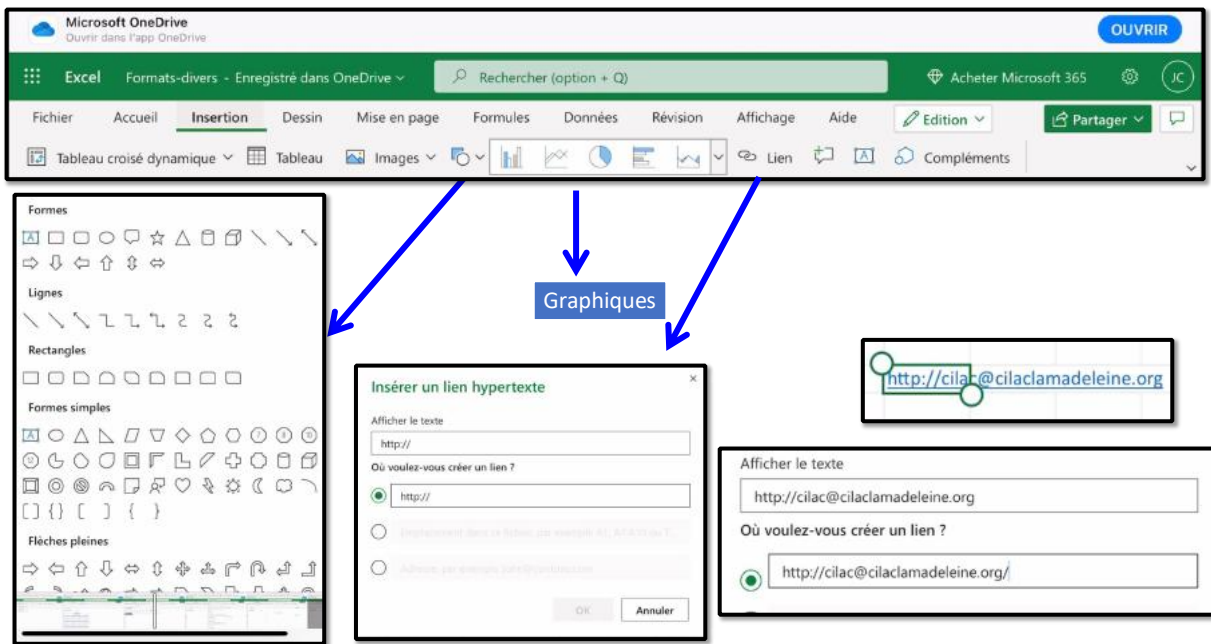 Microsoft OneDrive
Ouvrir dans l'app OneDrive
OUVRIR
Excel Formats-divers - Enregistré dans OneDrive Rechercher (option + Q) Acheter Microsoft 365 JC
Fichier Accueil Insertion Dessin Mise en page Formules Données Révision Affichage Aide Edition Partager
Tableau croisé dynamique Tableau Images Lien Compléments
Formes
Lignes
Rectangles
Formes simples
Flèches pleines
Graphiques
Insérer un lien hypertexte
Afficher le texte
http://
Où voulez-vous créer un lien ?
http://
OK Annuler
http://cilac@cilaclamadeleine.org
Afficher le texte
http://cilac@cilaclamadeleine.org
Où voulez-vous créer un lien ?
http://cilac@cilaclamadeleine.org/